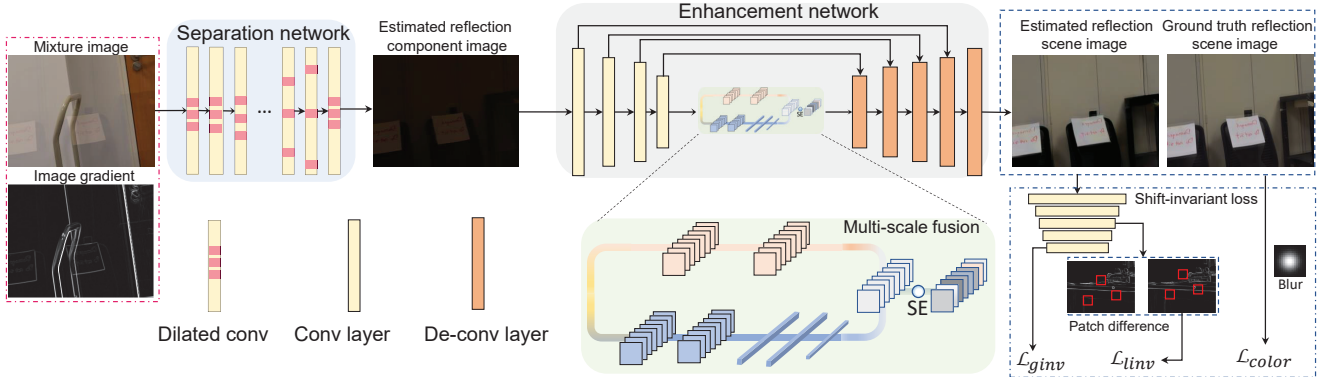 Mixture image
Image gradient
Separation network
...
Estimated reflection
component image
Enhancement network
SE
Estimated reflection
scene image
Ground truth reflection
scene image
Dilated conv
Conv layer
De-conv layer
Multi-scale fusion
SE
Shift-invariant loss
Patch difference
Blur
ℒginv
ℒlinv
ℒcolor